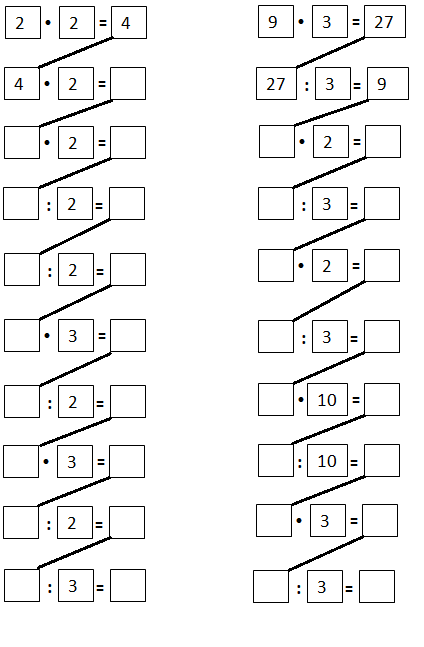 2 • 2 = 4
4 • 2 =
• 2 =
: 2 =
: 2 =
• 3 =
: 2 =
• 3 =
: 2 =
: 3 =
9 • 3 = 27
27 : 3 = 9
• 2 =
: 3 =
• 2 =
: 3 =
• 10 =
: 10 =
• 3 =
: 3 =